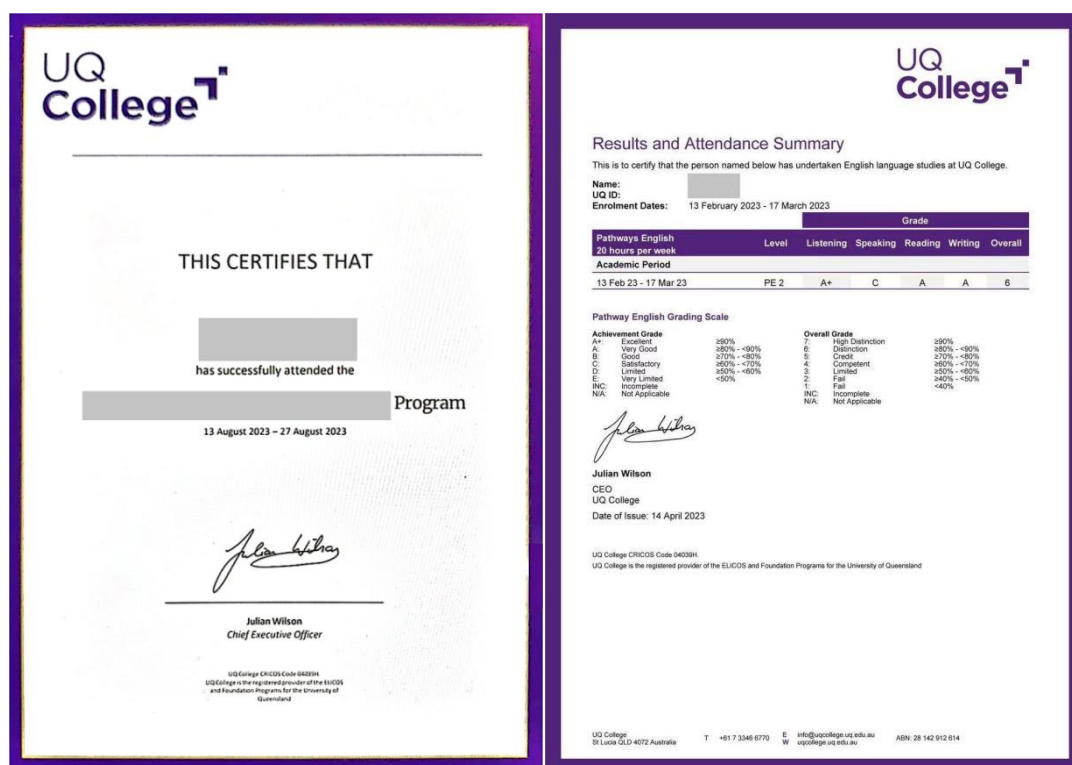 UQ
College
THIS CERTIFIES THAT
has successfully attended the
Program
13 August 2023 – 27 August 2023
Julian Wilson
Chief Executive Officer
UQ College CRICOS Code
UQ College is the registered provider of the ELICOS
and Foundation Programs for the University of
Queensland
UQ
College
Results and Attendance Summary
This is to certify that the person named below has undertaken English language studies at UQ College.
Name:
UQ ID:
Enrolment Dates: 13 February 2023 - 17 March 2023
Grade
Pathways English
20 hours per week
Level Listening Speaking Reading Writing Overall
Academic Period
13 Feb 23 - 17 Mar 23 PE 2 A+ C A A 6
Pathway English Grading Scale
Achievement Grade
A+: Excellent ≥90%
A: Very Good ≥80% - <90%
B: Good ≥70% - <80%
C: Satisfactory ≥60% - <70%
D: Limited ≥50% - <60%
E: Very Limited <50%
INC: Incomplete
N/A: Not Applicable
Overall Grade
7: High Distinction ≥90%
6: Distinction ≥80% - <90%
5: Credit ≥70% - <80%
4: Competent ≥60% - <70%
3: Limited ≥50% - <60%
2: Fail ≥40% - <50%
1: Fail <40%
INC: Incomplete
N/A: Not Applicable
Julian Wilson
CEO
UQ College
Date of Issue: 14 April 2023
UQ College CRICOS Code 04039H.
UQ College is the registered provider of the ELICOS and Foundation Programs for the University of Queensland
UQ College
St Lucia QLD 4072 Australia
T +61 7 3346 6770
E info@uqcollege.uq.edu.au
W uqcollege.uq.edu.au
ABN: 28 142 912 614